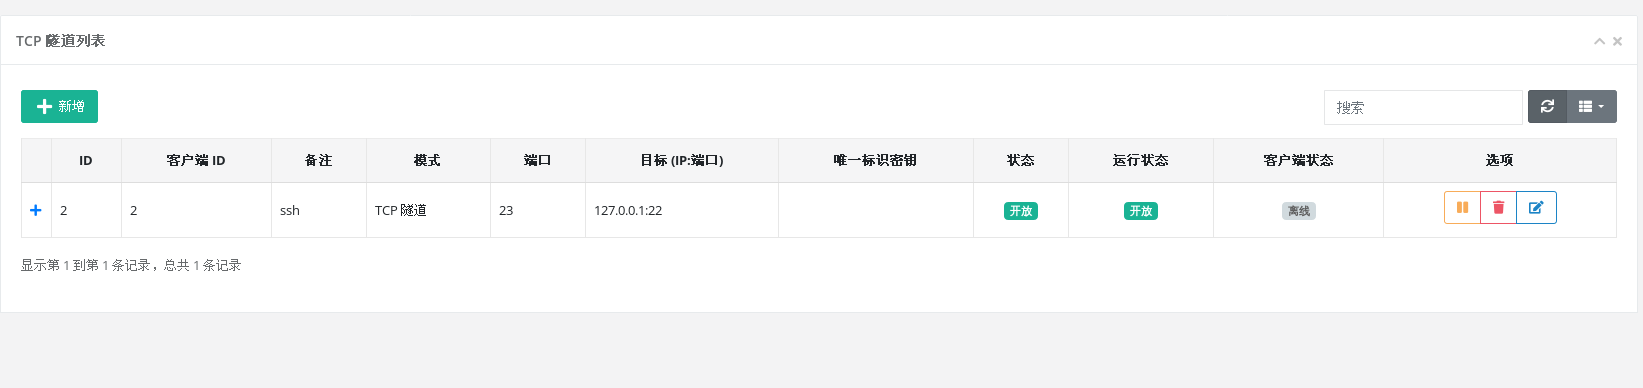 TCP 隧道列表
新增
搜索
ID 客户端 ID 备注 模式 端口 目标 (IP:端口) 唯一标识密钥 状态 运行状态 客户端状态 选项
2 2 ssh TCP 隧道 23 127.0.0.1:22 开放 开放 离线
显示第 1 到第 1 条记录，总共 1 条记录